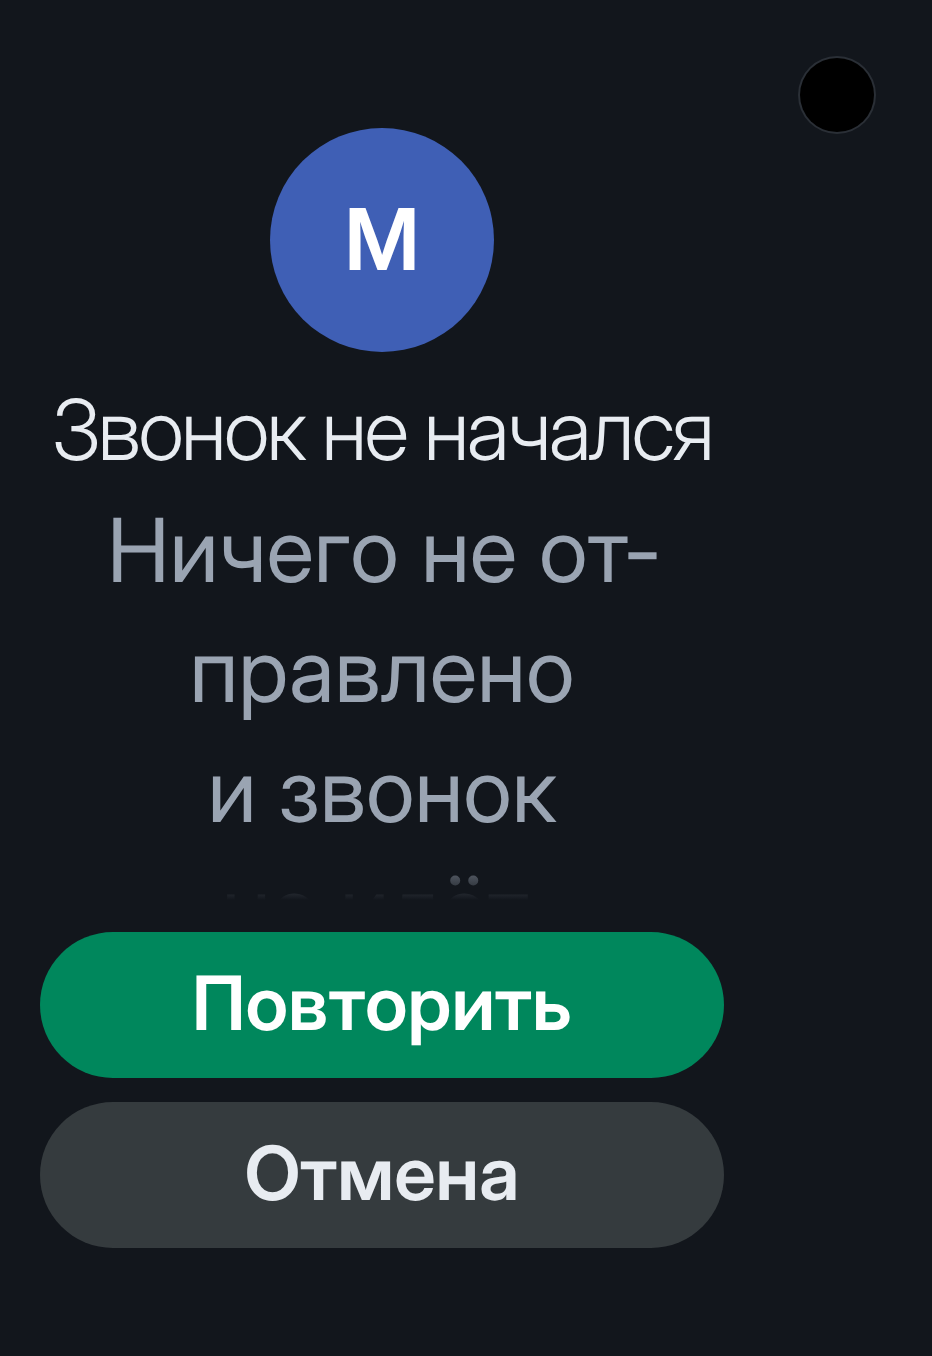 М
Звонок не начался
Ничего не от-
правлено
и звонок
Повторить
Отмена